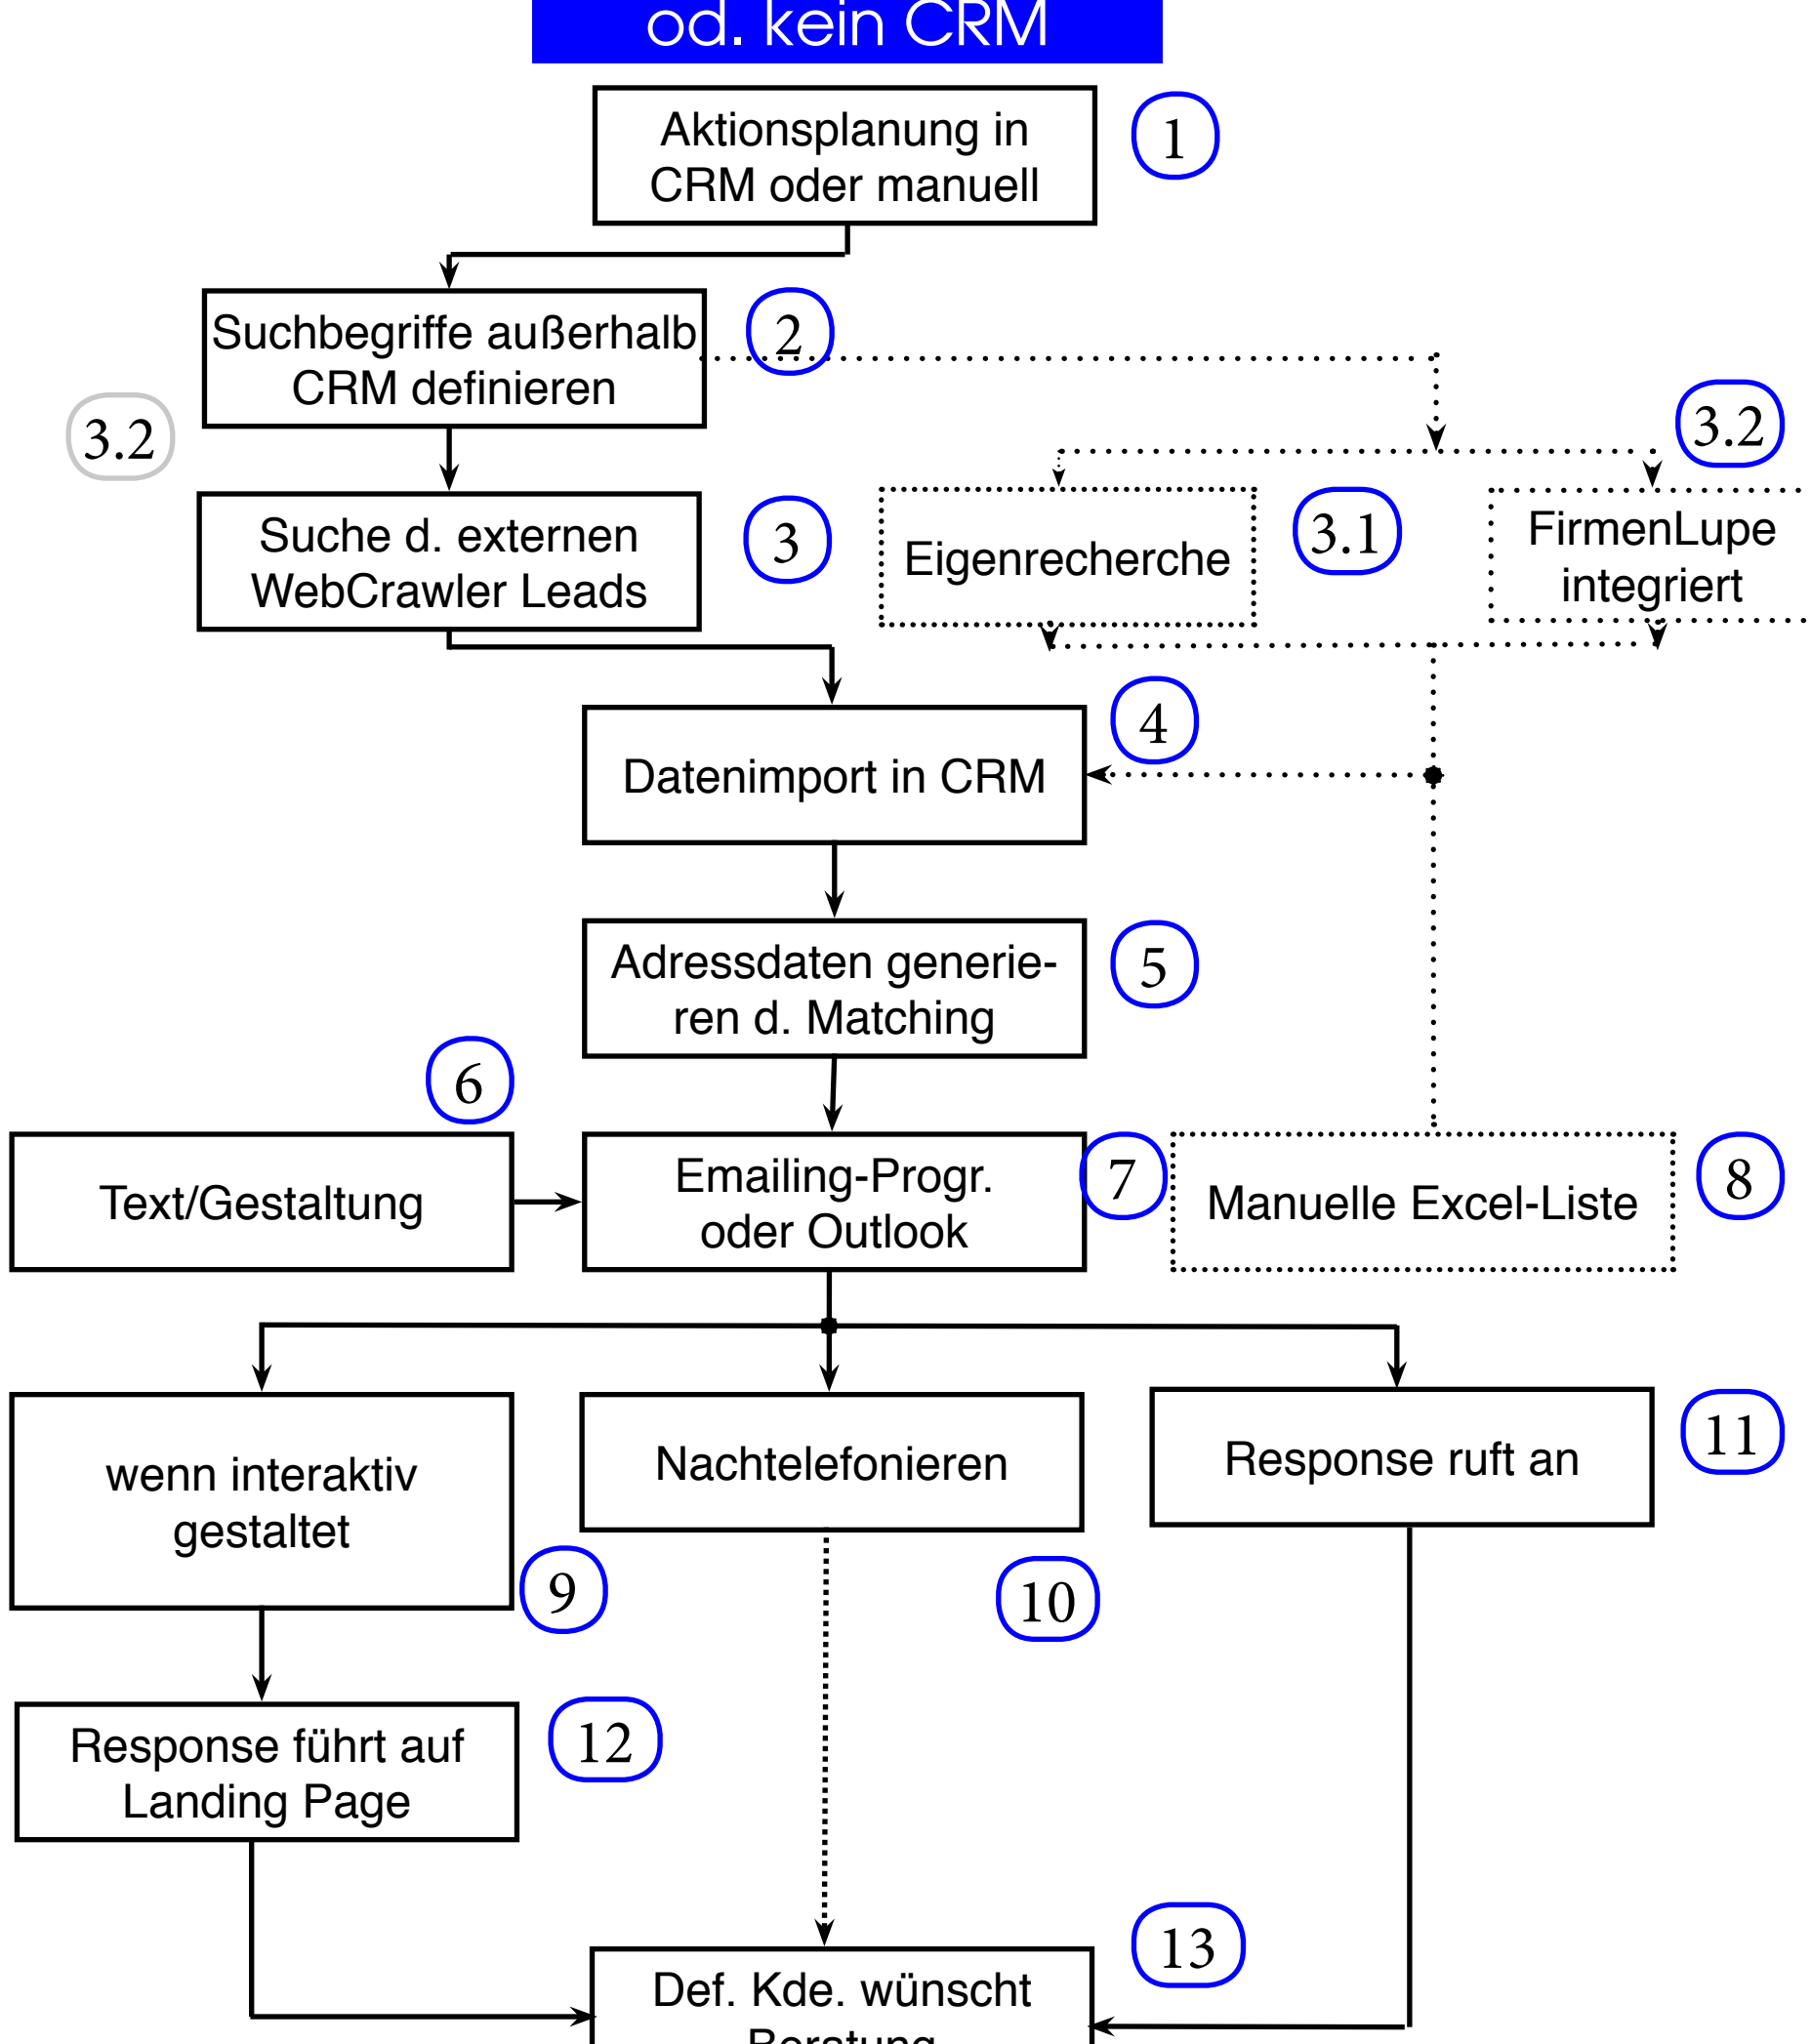 od. kein CRM
Aktionsplanung in
CRM oder manuell
1
Suchbegriffe außerhalb
CRM definieren
2
3.2
3.2
Suche d. externen
WebCrawler Leads
3
Eigenrecherche
3.1
FirmenLupe
integriert
4
Datenimport in CRM
Adressdaten generie-
ren d. Matching
5
6
Text/Gestaltung
Emailing-Progr.
oder Outlook
7
Manuelle Excel-Liste
8
wenn interaktiv
gestaltet
9
Nachtelefonieren
10
Response ruft an
11
Response führt auf
Landing Page
12
13
Def. Kde. wünscht
Beratung